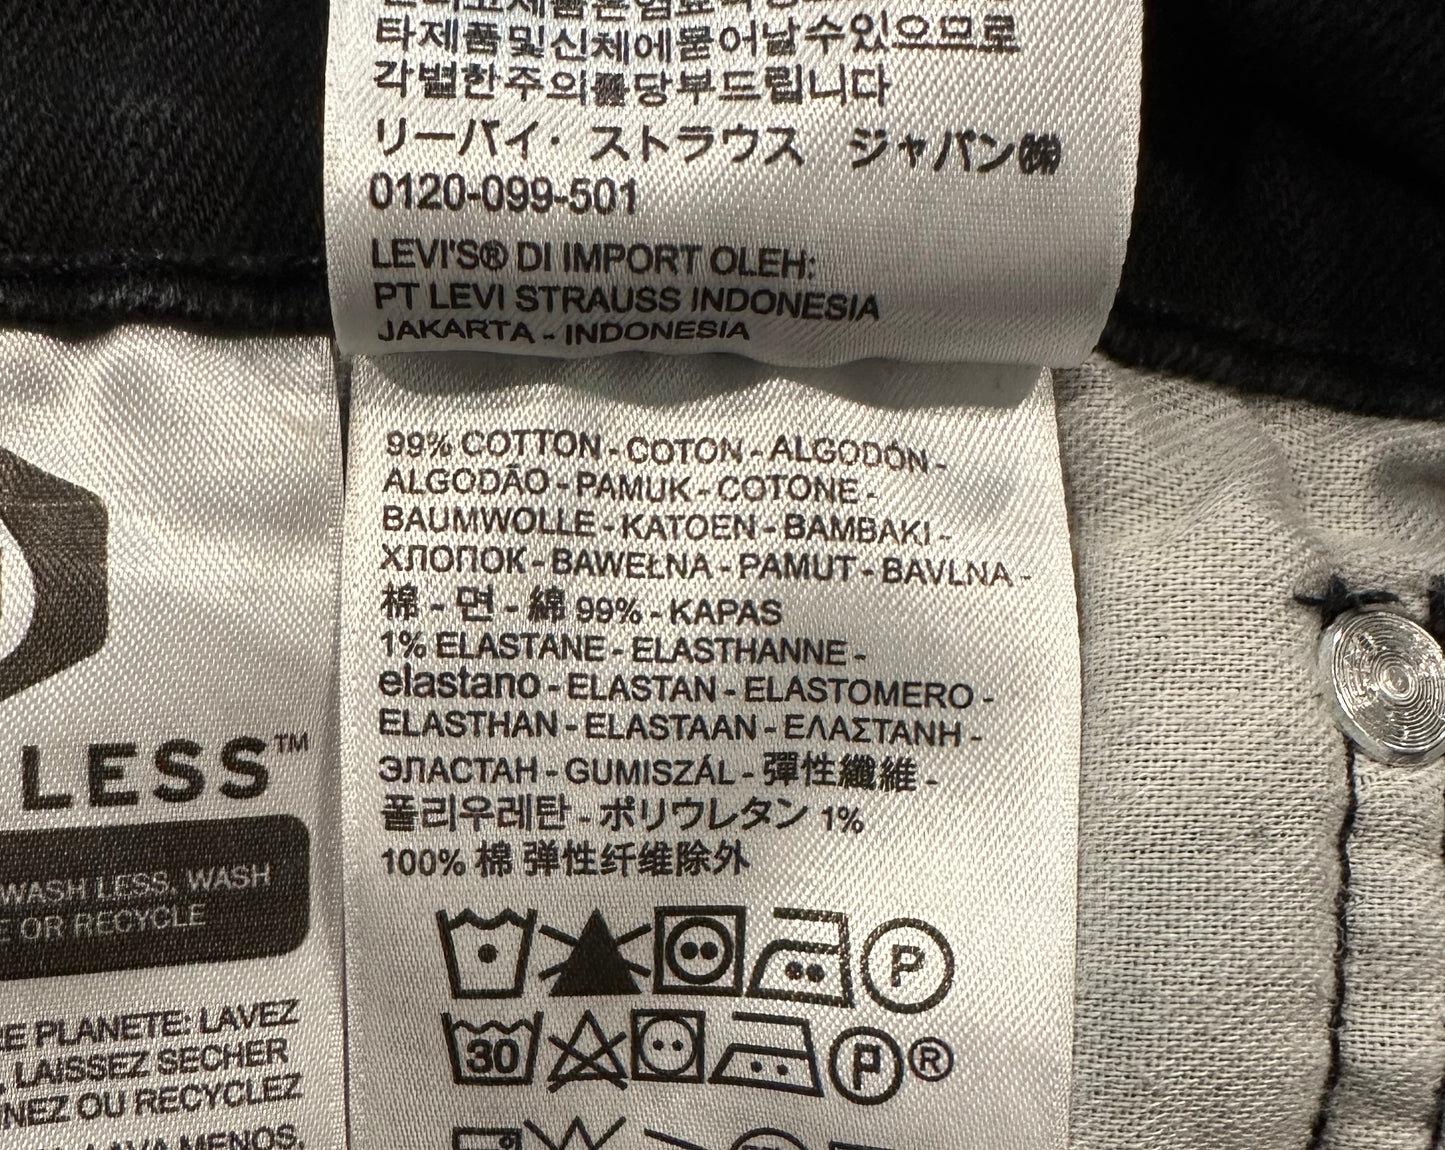 타제품및신체에묻어날수있으므로
각별한주의를당부드립니다
リーバイ・ストラウス ジャパン㈱
0120-099-501
LEVI'S® DI IMPORT OLEH:
PT LEVI STRAUSS INDONESIA
JAKARTA - INDONESIA
99% COTTON - COTON - ALGODÓN -
ALGODÃO - PAMUK - COTONE -
BAUMWOLLE - KATOEN - BAMBAKI -
ХЛОПОК - BAWEŁNA - PAMUT - BAVLNA -
棉 - 면 - 綿 99% - KAPAS
1% ELASTANE - ELASTHANNE -
elastano - ELASTAN - ELASTOMERO -
ELASTHAN - ELASTAAN - ΕΛΑΣΤΑΝΗ -
ЭЛАСТАН - GUMISZÁL - 彈性纖維 -
폴리우레탄 - ポリウレタン 1%
100% 棉 弹性纤维除外
P
30 P ®
LESS™
WASH LESS, WASH
OR RECYCLE
PLANETE: LAVEZ
LAISSEZ SECHER
OU RECYCLEZ